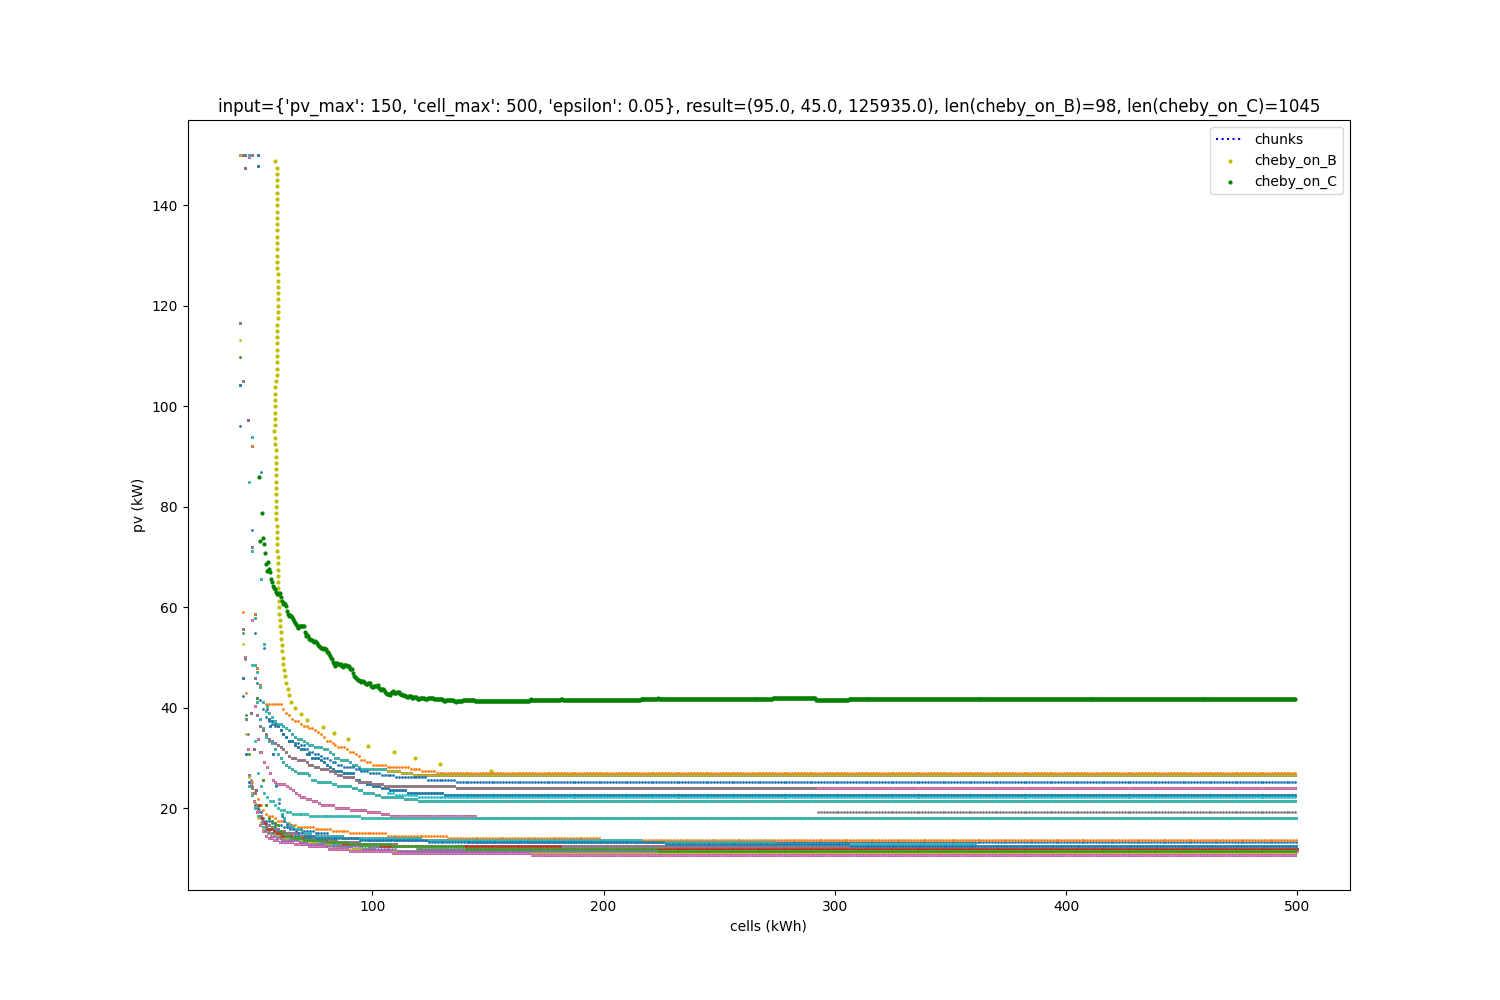 input={'pv_max': 150, 'cell_max': 500, 'epsilon': 0.05}, result=(95.0, 45.0, 125935.0), len(cheby_on_B)=98, len(cheby_on_C)=1045
chunks
cheby_on_B
cheby_on_C
140
120
100
80
60
40
20
pv (kW)
100
200
300
400
500
cells (kWh)